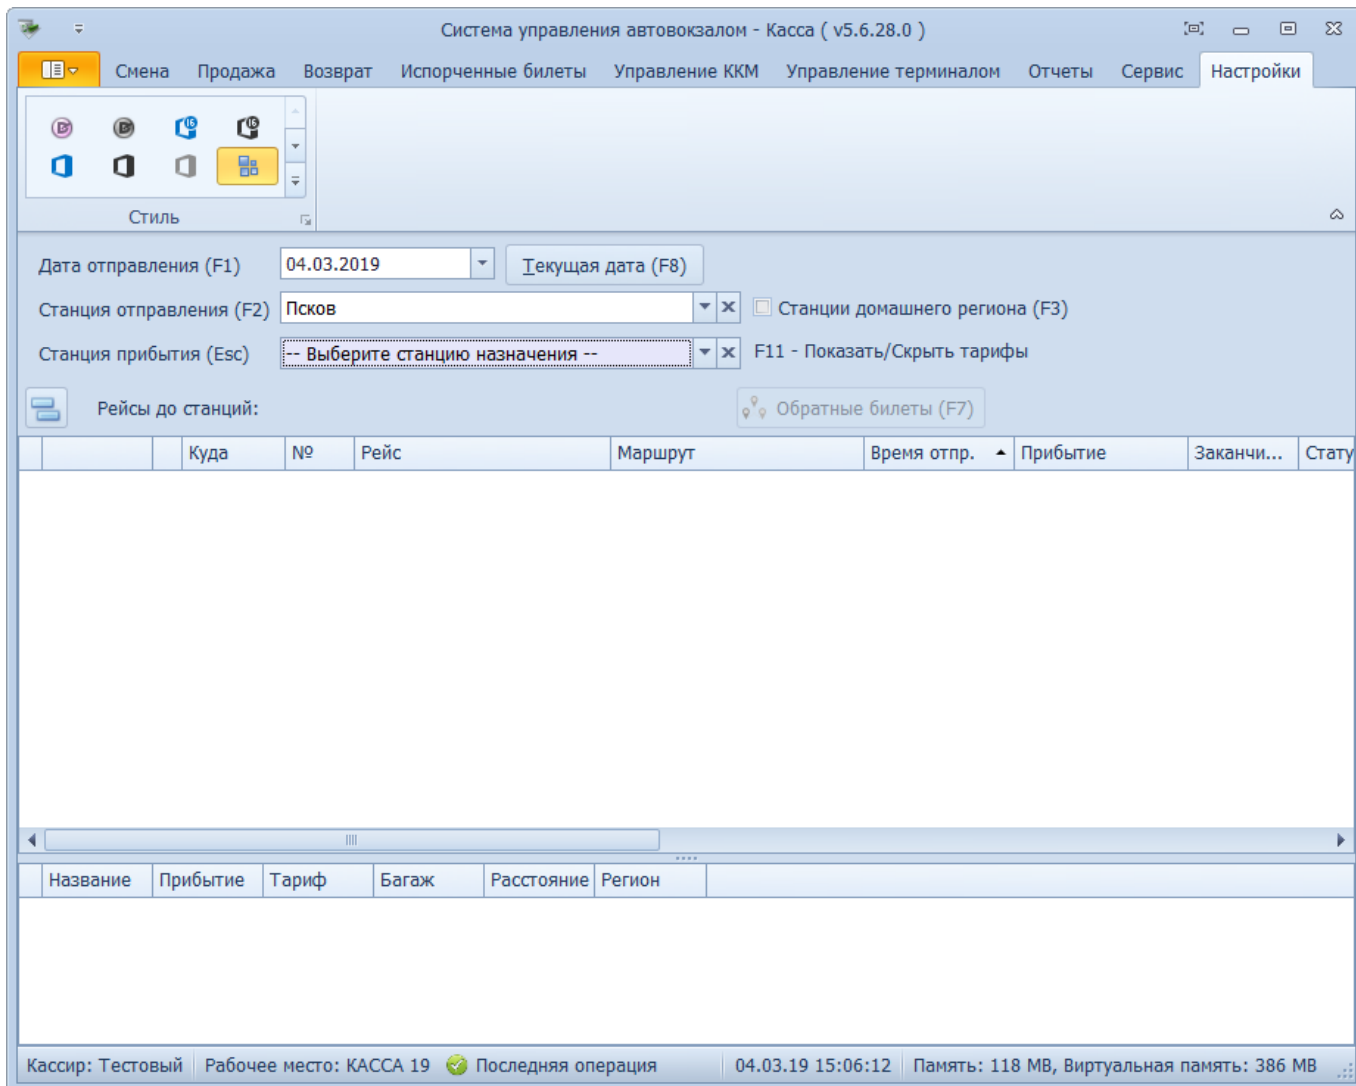 Система управления автовокзалом - Касса ( v5.6.28.0 )
Смена Продажа Возврат Испорченные билеты Управление ККМ Управление терминалом Отчеты Сервис Настройки
16 16
Стиль
Дата отправления (F1) 04.03.2019 Текущая дата (F8)
Станция отправления (F2) Псков Станции домашнего региона (F3)
Станция прибытия (Esc) -- Выберите станцию назначения -- F11 - Показать/Скрыть тарифы
Рейсы до станций: Обратные билеты (F7)
Куда № Рейс Маршрут Время отпр. Прибытие Заканчи... Стату
Название Прибытие Тариф Багаж Расстояние Регион
Кассир: Тестовый Рабочее место: КАССА 19 Последняя операция 04.03.19 15:06:12 Память: 118 MB, Виртуальная память: 386 MB